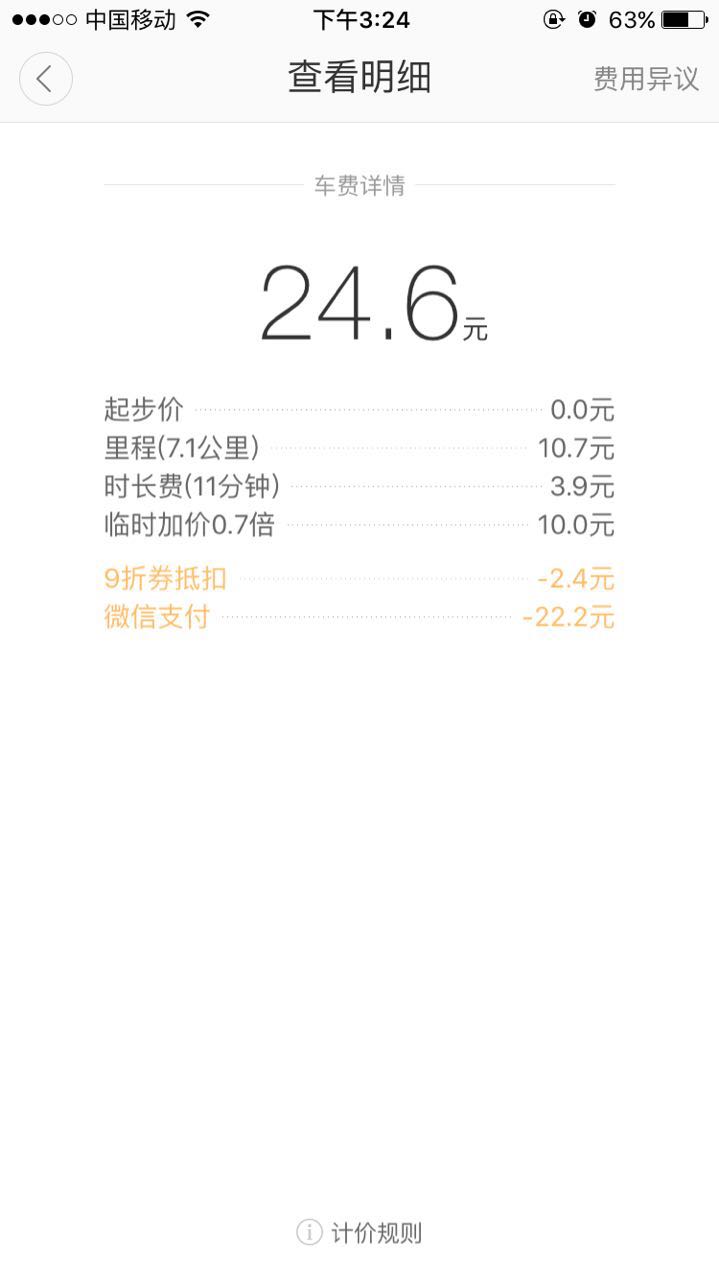 中国移动 下午3:24 63%
查看明细 费用异议
车费详情
24.6元
起步价 0.0元
里程(7.1公里) 10.7元
时长费(11分钟) 3.9元
临时加价0.7倍 10.0元
9折券抵扣 -2.4元
微信支付 -22.2元
计价规则